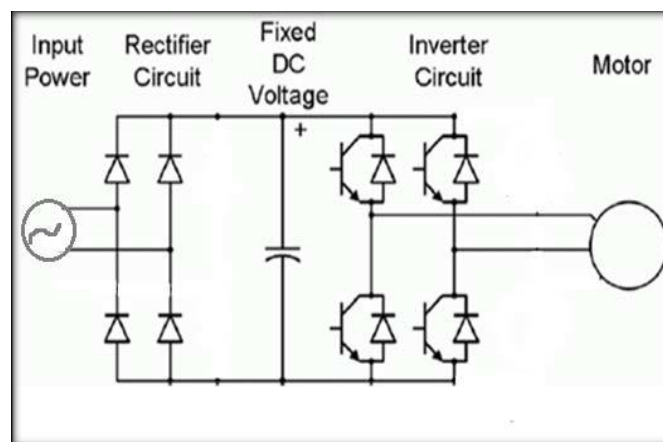 Input
Power
Rectifier
Circuit
Fixed
DC
Voltage
+
Inverter
Circuit
Motor